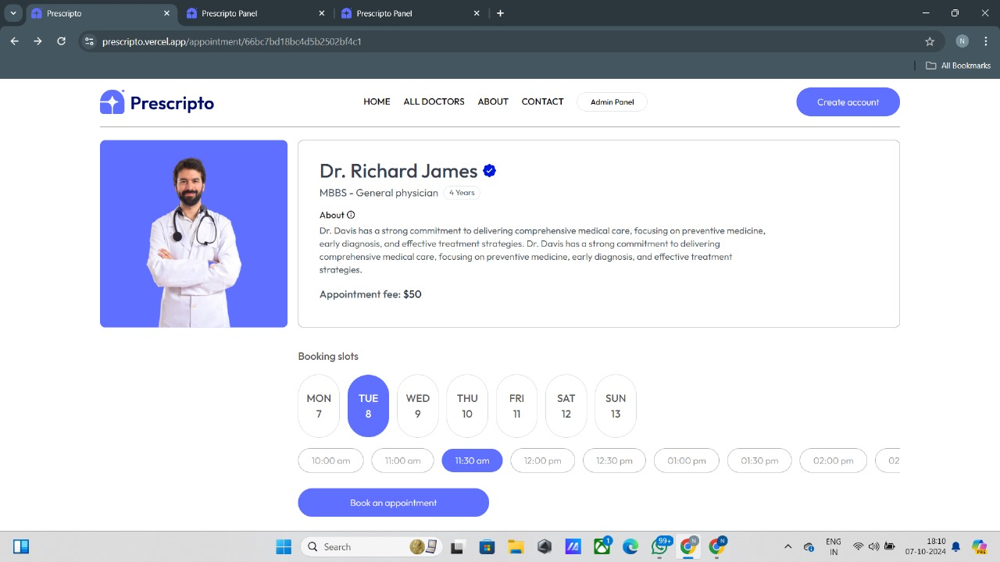 Prescripto
Prescripto Panel
Prescripto Panel
prescripto.vercel.app/appointment/66bc7bd18bc4d5b2502bf4c1
N
All Bookmarks
Prescripto
HOME
ALL DOCTORS
ABOUT
CONTACT
Admin Panel
Create account
Dr. Richard James
MBBS - General physician
4 Years
About
Dr. Davis has a strong commitment to delivering comprehensive medical care, focusing on preventive medicine,
early diagnosis, and effective treatment strategies. Dr. Davis has a strong commitment to delivering
comprehensive medical care, focusing on preventive medicine, early diagnosis, and effective treatment
strategies.
Appointment fee: $50
Booking slots
MON
7
TUE
8
WED
9
THU
10
FRI
11
SAT
12
SUN
13
10:00 am
11:00 am
11:30 am
12:00 pm
12:30 pm
01:00 pm
01:30 pm
02:00 pm
02
Book an appointment
Search
1
99+
N
N
ENG
IN
18:10
07-10-2024
PRE